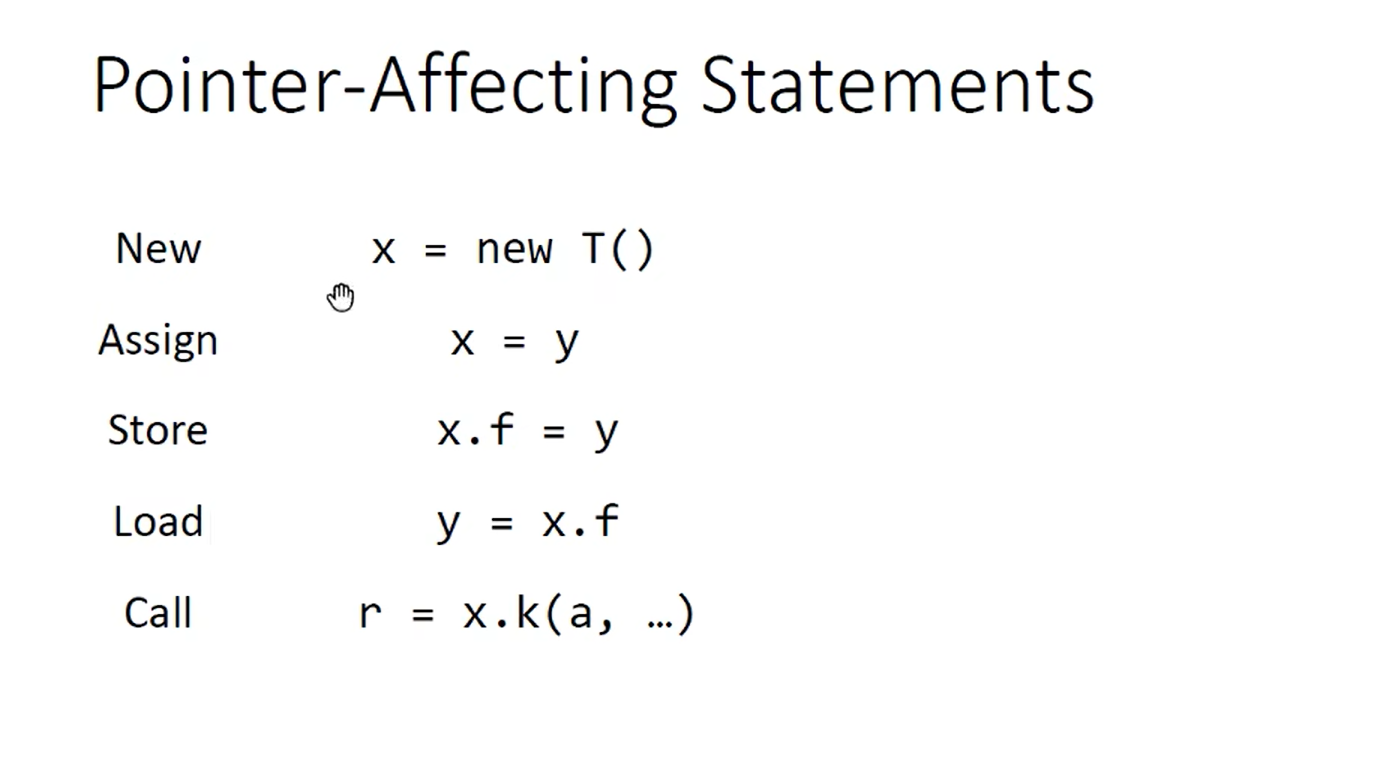 Pointer-Affecting Statements
New x = new T()
Assign x = y
Store x.f = y
Load y = x.f
Call r = x.k(a, …)